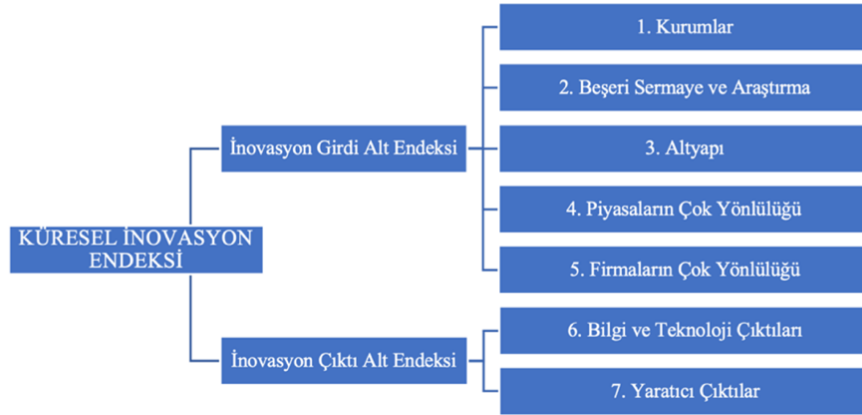 KÜRESEL İNOVASYON
ENDEKSİ
İnovasyon Girdi Alt Endeksi
1. Kurumlar
2. Beşeri Sermaye ve Araştırma
3. Altyapı
4. Piyasaların Çok Yönlülüğü
5. Firmaların Çok Yönlülüğü
İnovasyon Çıktı Alt Endeksi
6. Bilgi ve Teknoloji Çıktıları
7. Yaratıcı Çıktılar